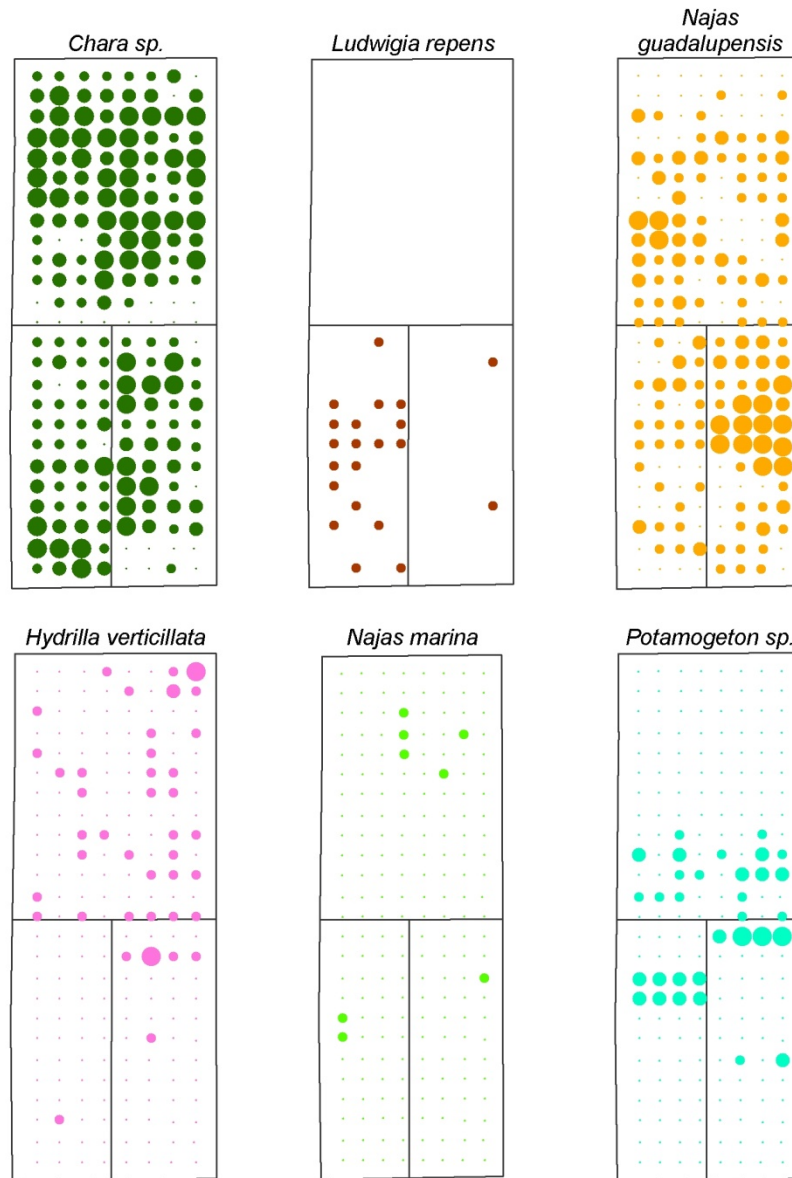 Chara sp.
Ludwigia repens
Najas
guadalupensis
Hydrilla verticillata
Najas marina
Potamogeton sp.